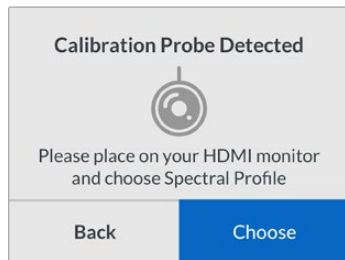 Calibration Probe Detected
Please place on your HDMI monitor
and choose Spectral Profile
Back
Choose